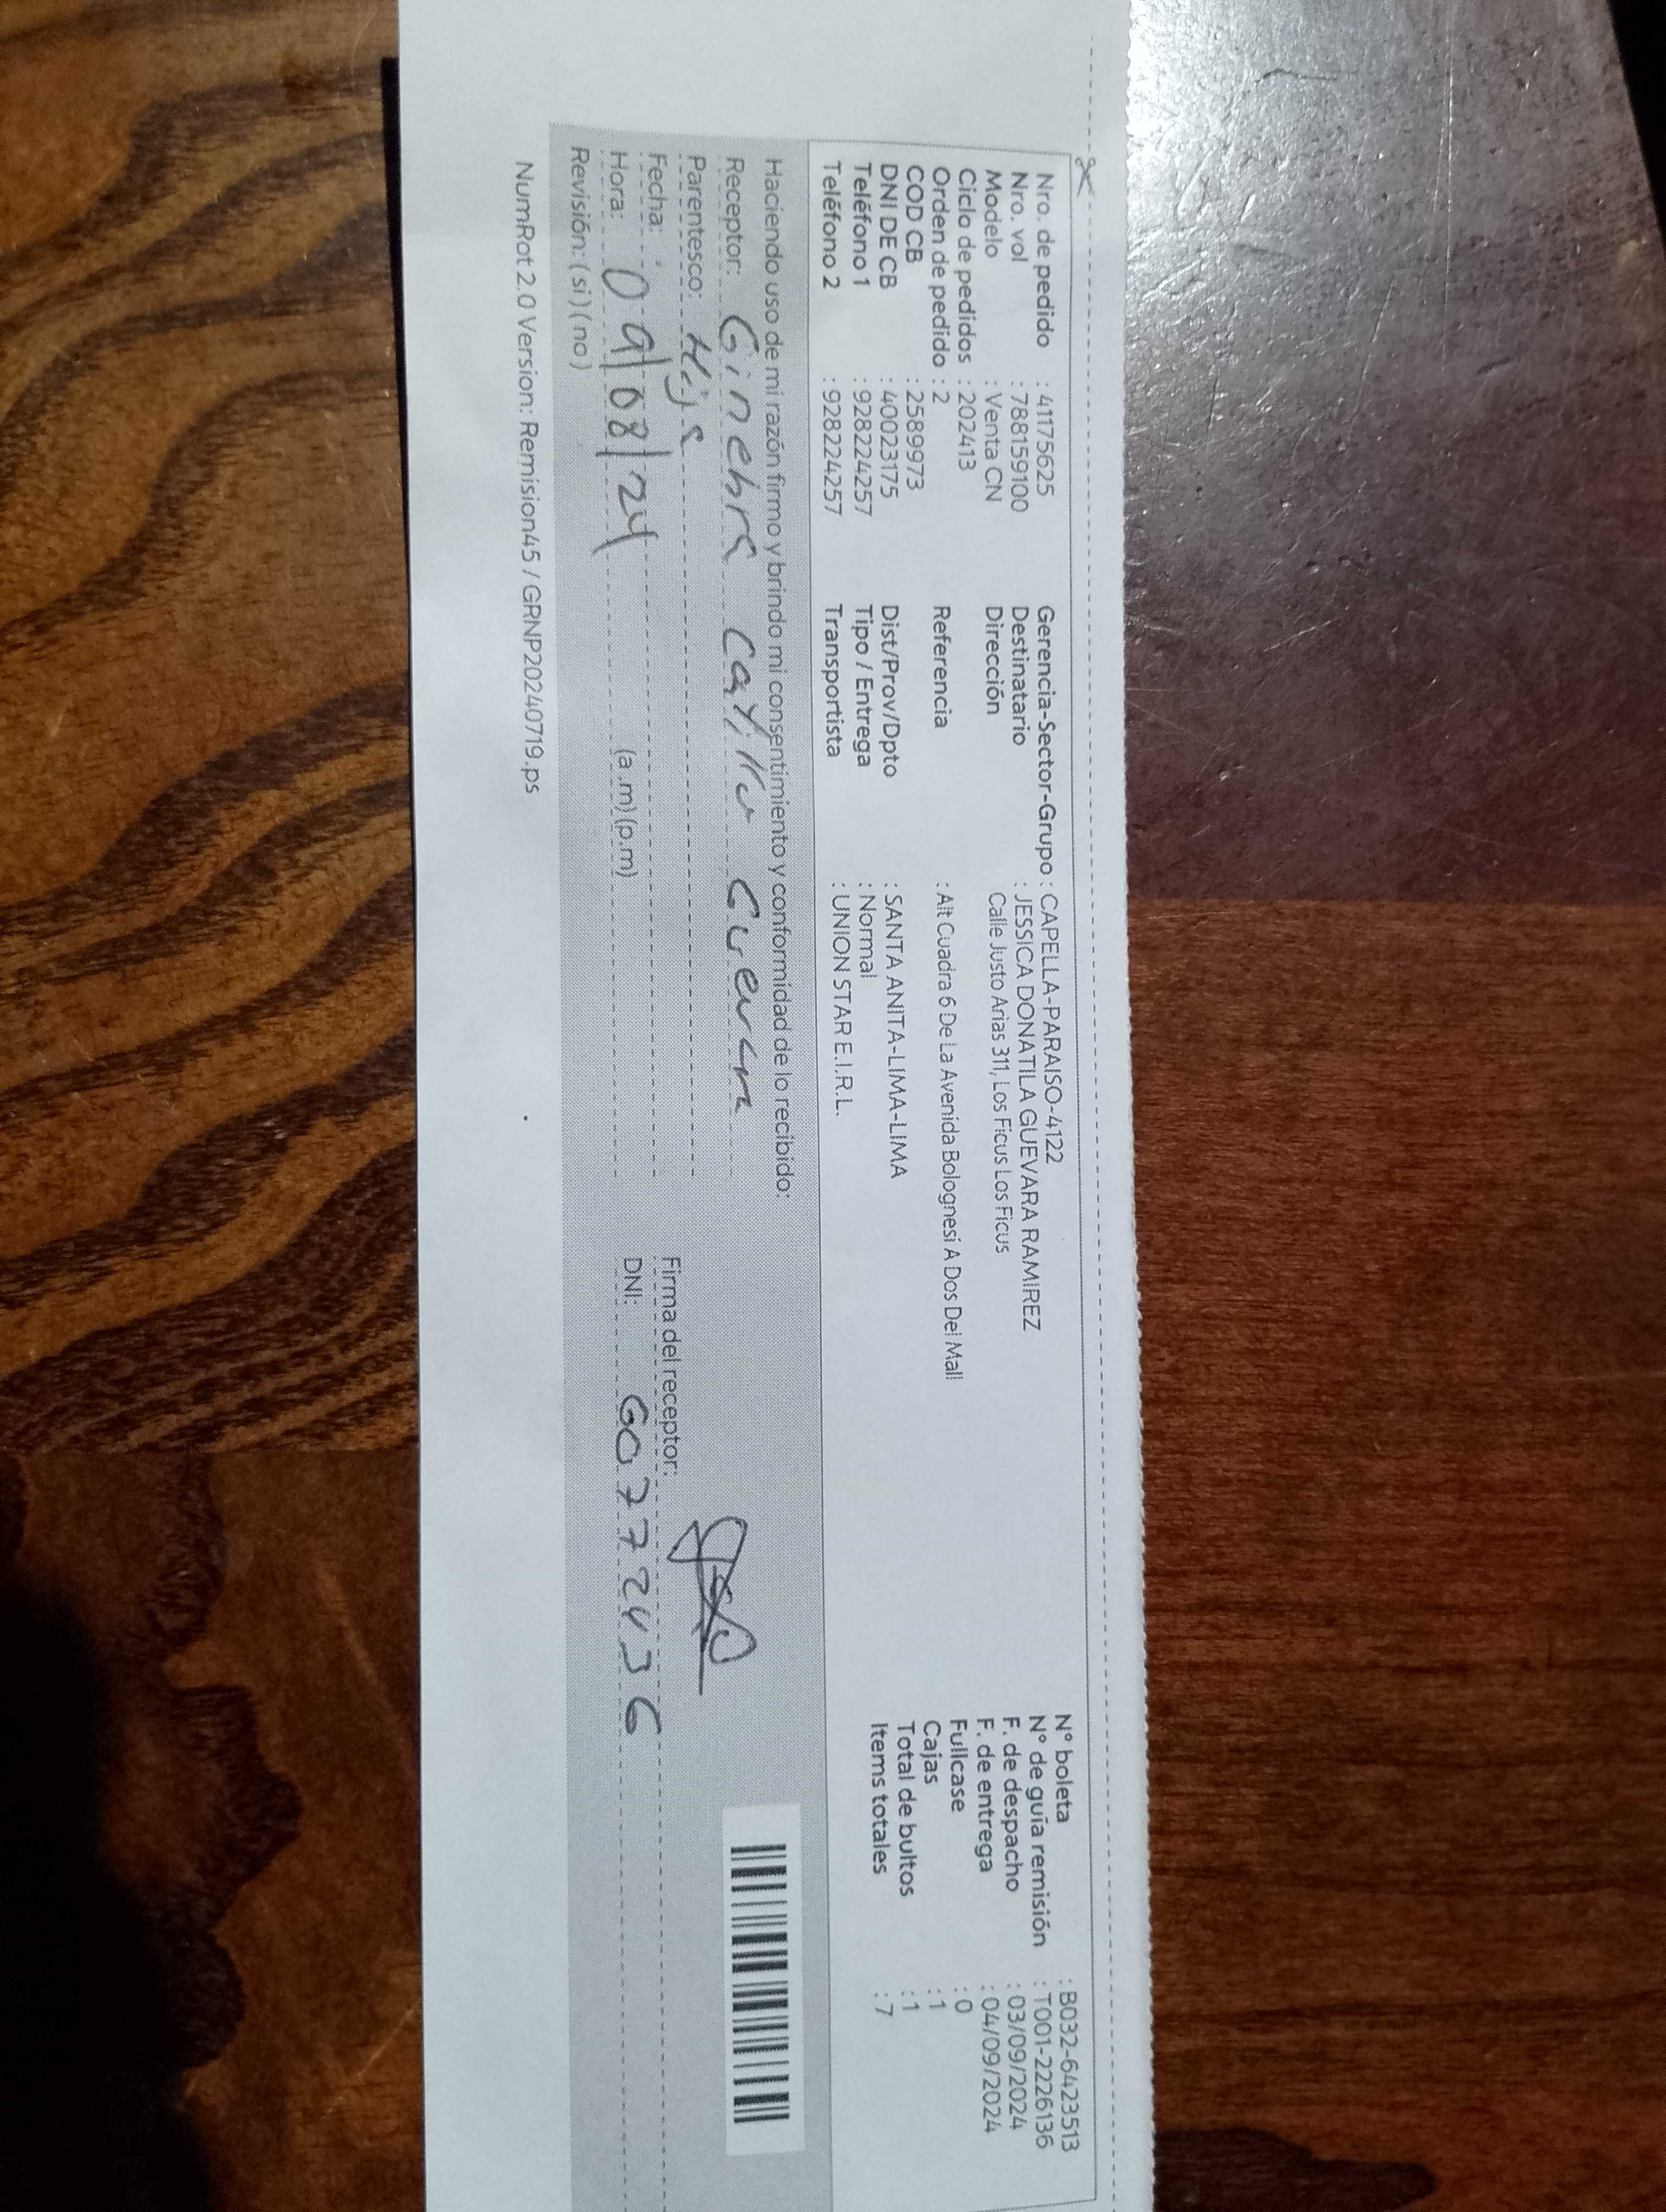 Nro. de pedido : 41175625
Nro. vol : 788159100
Modelo : Venta CN
Ciclo de pedidos : 202413
Orden de pedido : 2
COD CB : 2589973
DNI DE CB : 40023175
Teléfono 1 : 928224257
Teléfono 2 : 928224257
Gerencia-Sector-Grupo : CAPELLA-PARAISO-4122
Destinatario : JESSICA DONATILA GUEVARA RAMIREZ
Dirección Calle Justo Arias 311, Los Ficus Los Ficus
Referencia : Alt Cuadra 6 De La Avenida Bolognesi A Dos Del Mall
Dist/Prov/Dpto : SANTA ANITA-LIMA-LIMA
Tipo / Entrega : Normal
Transportista : UNION STAR E.I.R.L.
N° boleta : B032-6423513
N° de guía remisión : T001-2226136
F. de despacho : 03/09/2024
F. de entrega : 04/09/2024
Fullcase : 0
Cajas : 1
Total de bultos : 1
Items totales : 7
Haciendo uso de mi razón firmo y brindo mi consentimiento y conformidad de lo recibido:
Receptor: Ginebra
Parentesco: Hija
Fecha: 09/08/24
Hora: (a.m) (p.m)
Revisión: ( si ) ( no )
Firma del receptor:
DNI: 60772436
NumRot 2.0 Version: Remision45 / GRNP20240719.ps